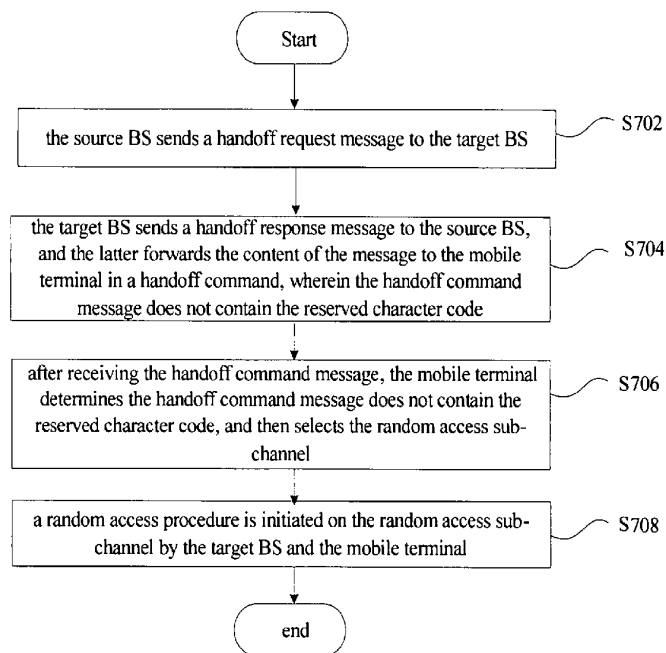 Start
the source BS sends a handoff request message to the target BS
S702
the target BS sends a handoff response message to the source BS,
and the latter forwards the content of the message to the mobile
terminal in a handoff command, wherein the handoff command
message does not contain the reserved character code
S704
after receiving the handoff command message, the mobile terminal
determines the handoff command message does not contain the
reserved character code, and then selects the random access sub-
channel
S706
a random access procedure is initiated on the random access sub-
channel by the target BS and the mobile terminal
S708
end